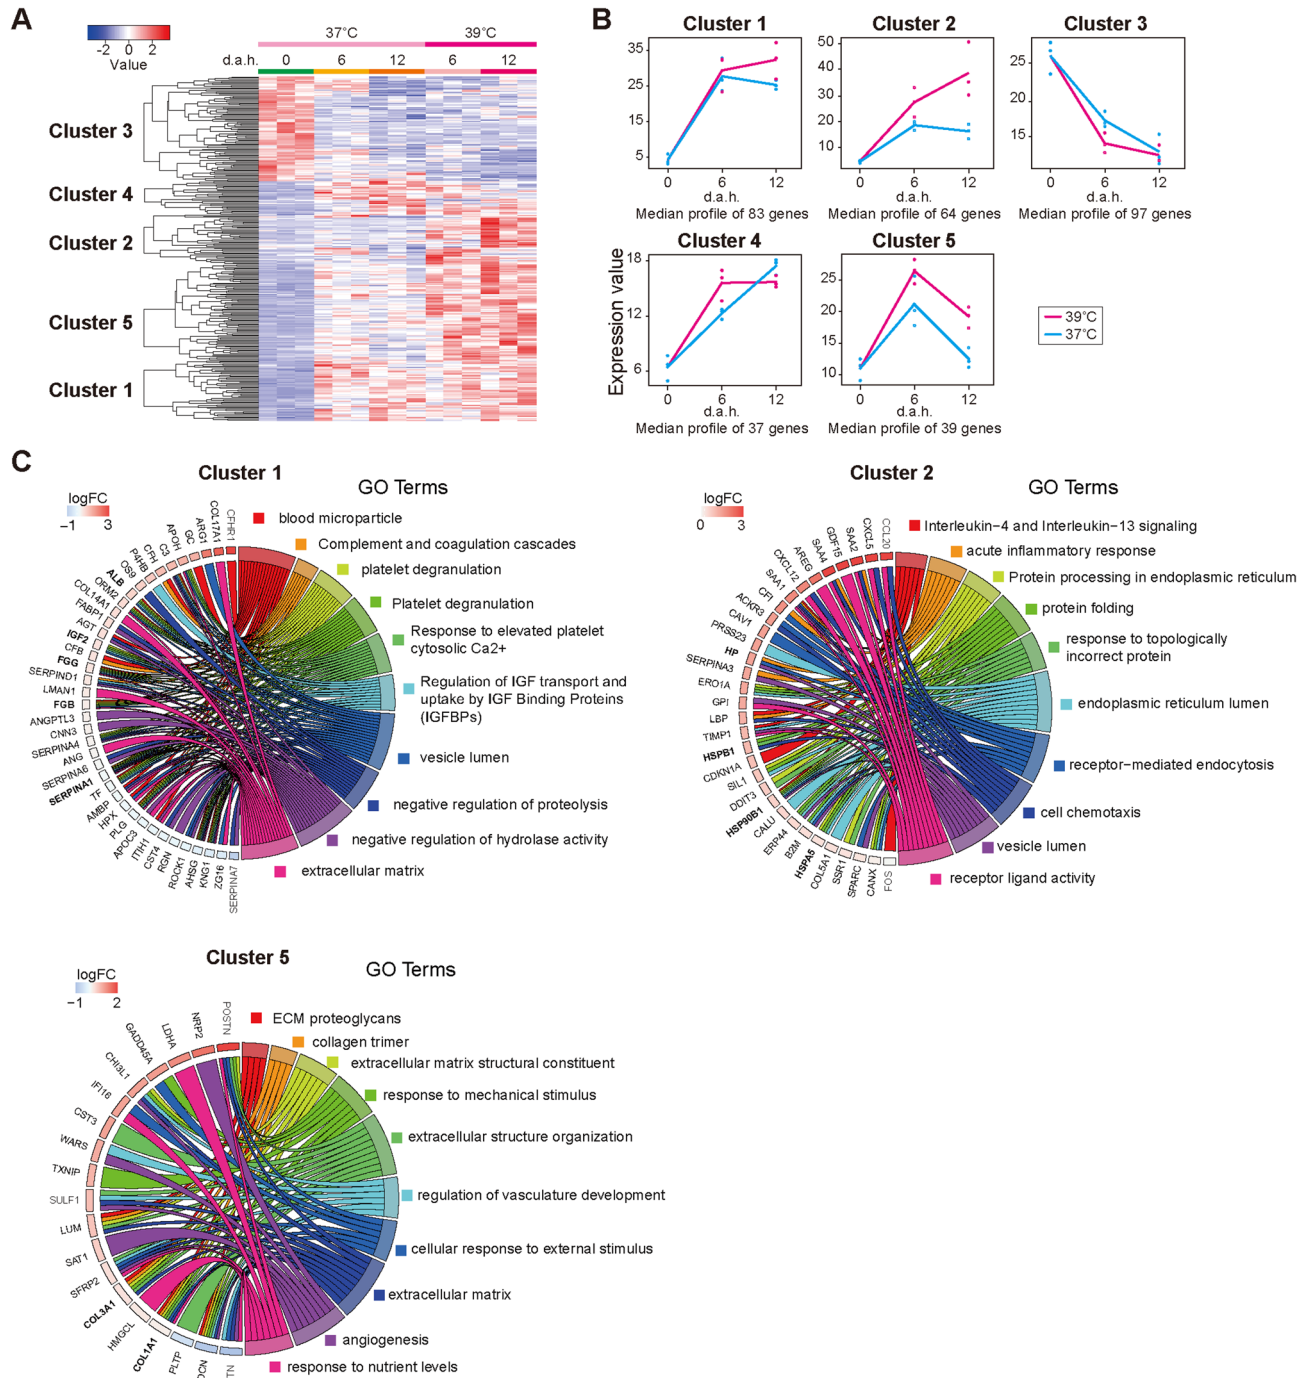 A
-2 0 2
Value
37°C 39°C
d.a.h. 0 6 12 6 12
Cluster 3
Cluster 4
Cluster 2
Cluster 5
Cluster 1
B
Cluster 1
35
25
15
5
0 6 12
d.a.h.
Median profile of 83 genes
Cluster 2
50
40
30
20
10
0 6 12
d.a.h.
Median profile of 64 genes
Cluster 3
25
20
15
0 6 12
d.a.h.
Median profile of 97 genes
Expression value
Cluster 4
18
12
6
0 6 12
d.a.h.
Median profile of 37 genes
Cluster 5
25
20
15
10
0 6 12
d.a.h.
Median profile of 39 genes
39°C
37°C
C
Cluster 1
GO Terms
logFC
−1 3
CFHR1
COL17A1
ARG1
GC
APOH
C3
CFH
P4HB
OS9
ALB
ORM2
COL14A1
FABP1
AGT
IGF2
CFB
FGG
SERPIND1
LMAN1
FGB
ANGPTL3
CNN3
SERPINA4
ANG
SERPINA6
SERPINA1
TF
AMBP
HPX
PLG
APOC3
ITIH1
CST4
RGN
ROCK1
AHSG
KNG1
ZG16
SERPINA7
blood microparticle
Complement and coagulation cascades
platelet degranulation
Platelet degranulation
Response to elevated platelet
cytosolic Ca2+
Regulation of IGF transport and
uptake by IGF Binding Proteins
(IGFBPs)
vesicle lumen
negative regulation of proteolysis
negative regulation of hydrolase activity
extracellular matrix
Cluster 2
GO Terms
logFC
0 3
CCL20
CXCL5
SAA2
GDF15
SAA4
AREG
CXCL12
SAA1
CFI
ACKR3
CAV1
PRSS23
HP
SERPINA3
ERO1A
GPI
LBP
TIMP1
HSPB1
CDKN1A
SIL1
DDIT3
HSP90B1
CALU
ERP44
B2M
HSPA5
COL5A1
SSR1
SPARC
CANX
FOS
Interleukin−4 and Interleukin−13 signaling
acute inflammatory response
Protein processing in endoplasmic reticulum
protein folding
response to topologically
incorrect protein
endoplasmic reticulum lumen
receptor−mediated endocytosis
cell chemotaxis
vesicle lumen
receptor ligand activity
Cluster 5
GO Terms
logFC
−1 2
POSTN
NRP2
LDHA
GADD45A
CHI3L1
IFI16
CST3
WARS
TXNIP
SULF1
LUM
SAT1
SFRP2
COL3A1
HMGCL
COL1A1
PLTP
ECM proteoglycans
collagen trimer
extracellular matrix structural constituent
response to mechanical stimulus
extracellular structure organization
regulation of vasculature development
cellular response to external stimulus
extracellular matrix
angiogenesis
response to nutrient levels